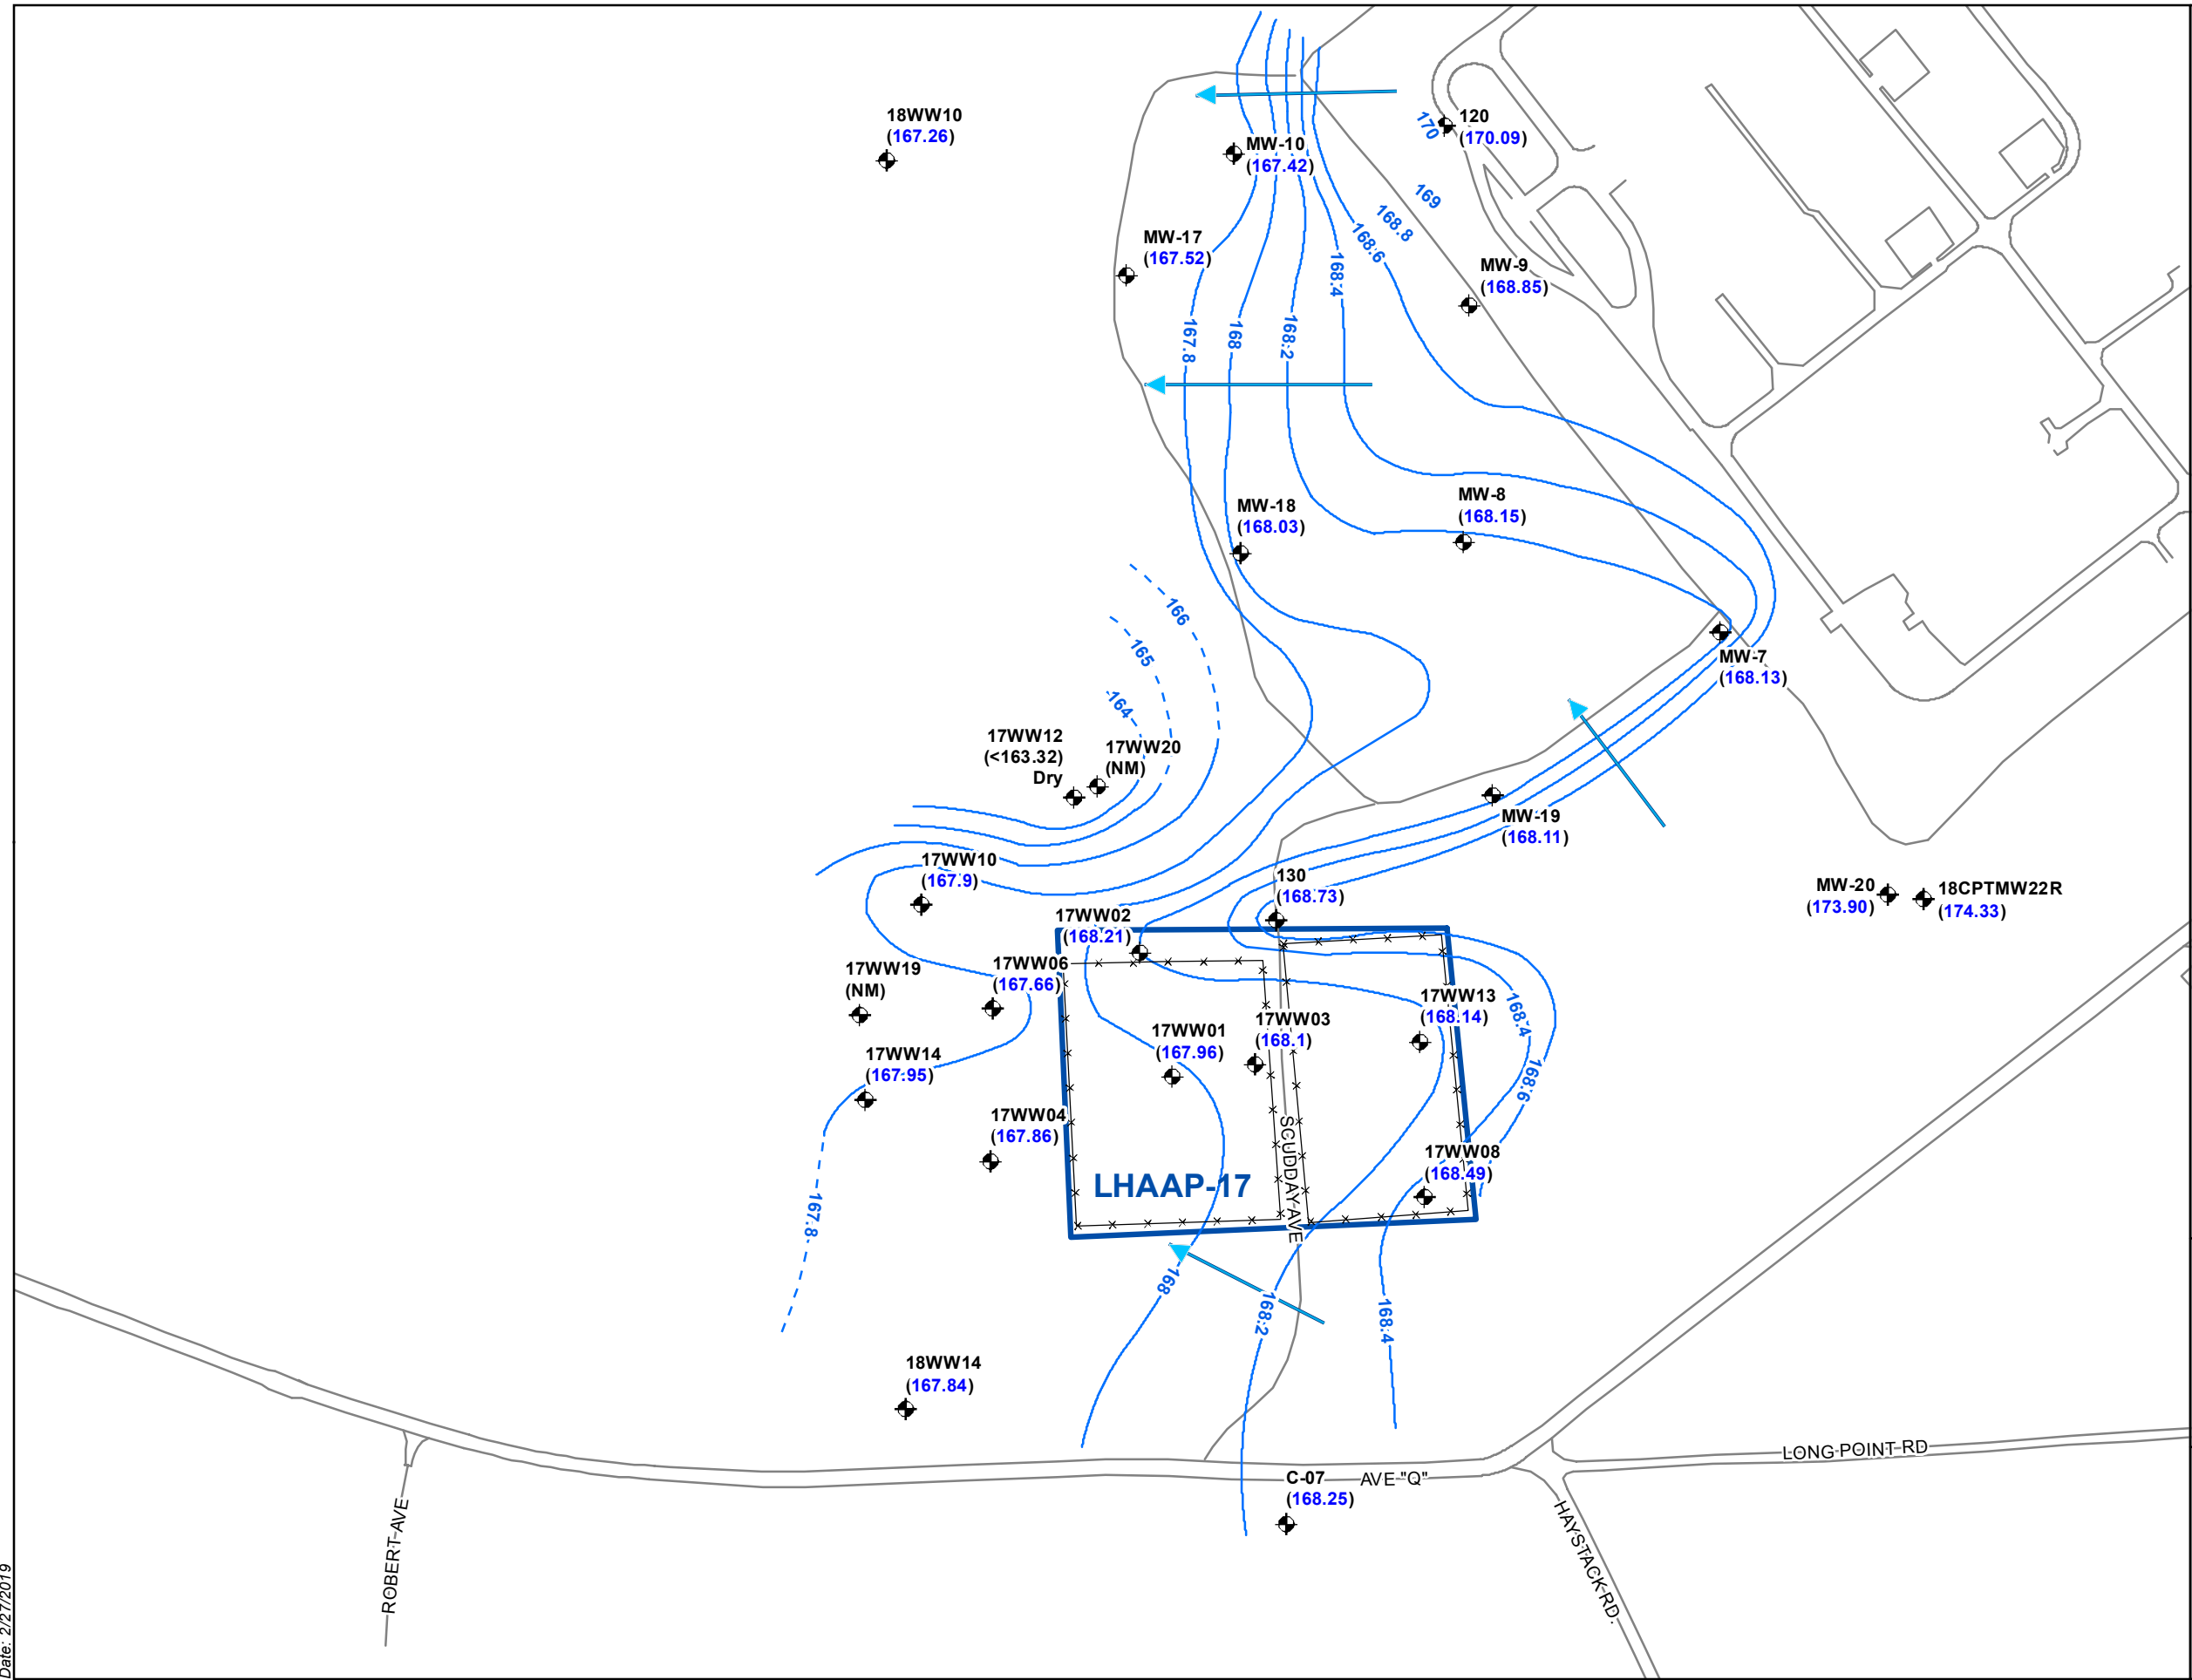 18WW10
(167.26)
MW-10
(167.42)
120
(170.09)
170
169
168.8
168.6
168.4
MW-17
(167.52)
MW-9
(168.85)
167.8
168
168.2
MW-18
(168.03)
MW-8
(168.15)
166
165
164
MW-7
(168.13)
17WW12
(<163.32)
Dry
17WW20
(NM)
MW-19
(168.11)
17WW10
(167.9)
130
(168.73)
MW-20
(173.90)
18CPTMW22R
(174.33)
17WW02
(168.21)
17WW19
(NM)
17WW06
(167.66)
17WW13
(168.14)
168.4
17WW01
(167.96)
17WW03
(168.1)
17WW14
(167.95)
168.6
17WW04
(167.86)
17WW08
(168.49)
LHAAP-17
SCUDDAY AVE
167.8
168
168.2
168.4
18WW14
(167.84)
C-07
(168.25)
AVE "Q"
LONG POINT RD
ROBERT AVE
HAYSTACK RD.
Date: 2/27/2019